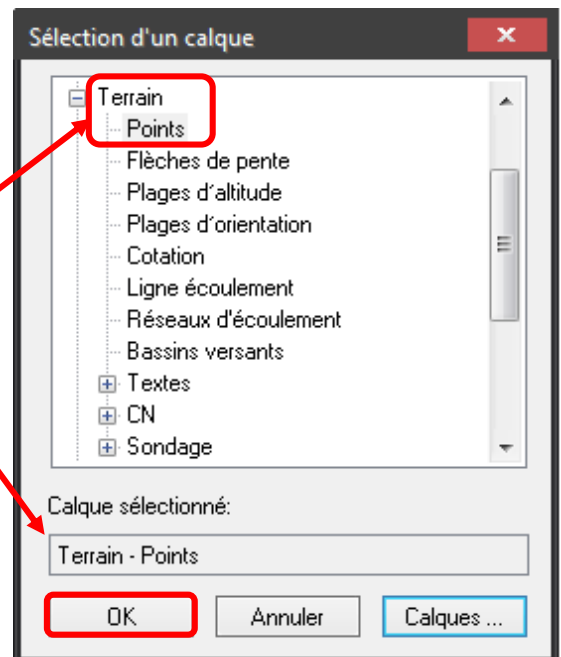 Sélection d'un calque
Terrain
Points
Flèches de pente
Plages d'altitude
Plages d'orientation
Cotation
Ligne écoulement
Réseaux d'écoulement
Bassins versants
Textes
CN
Sondage
Calque sélectionné:
Terrain - Points
OK Annuler Calques ...